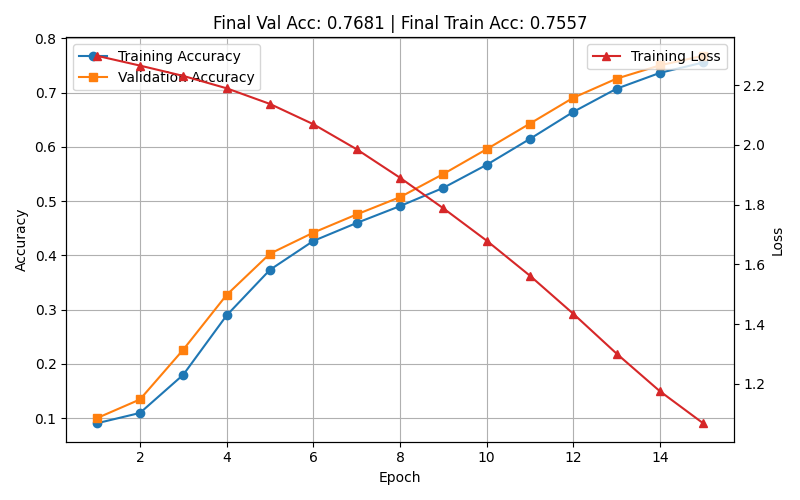 Final Val Acc: 0.7681 | Final Train Acc: 0.7557
Training Accuracy
Validation Accuracy
Training Loss
0.8
0.7
0.6
0.5
0.4
0.3
0.2
0.1
Accuracy
2.2
2.0
1.8
1.6
1.4
1.2
Loss
2 4 6 8 10 12 14
Epoch